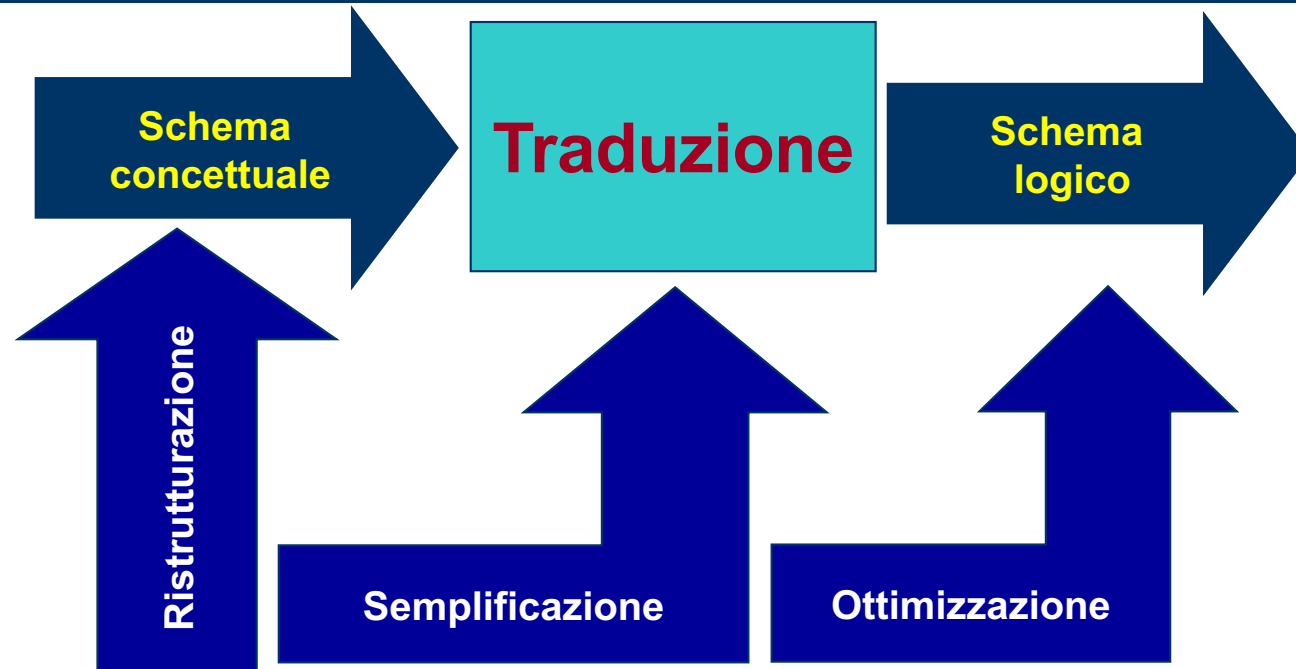 Schema
concettuale
Traduzione
Schema
logico
Ristrutturazione
Semplificazione
Ottimizzazione